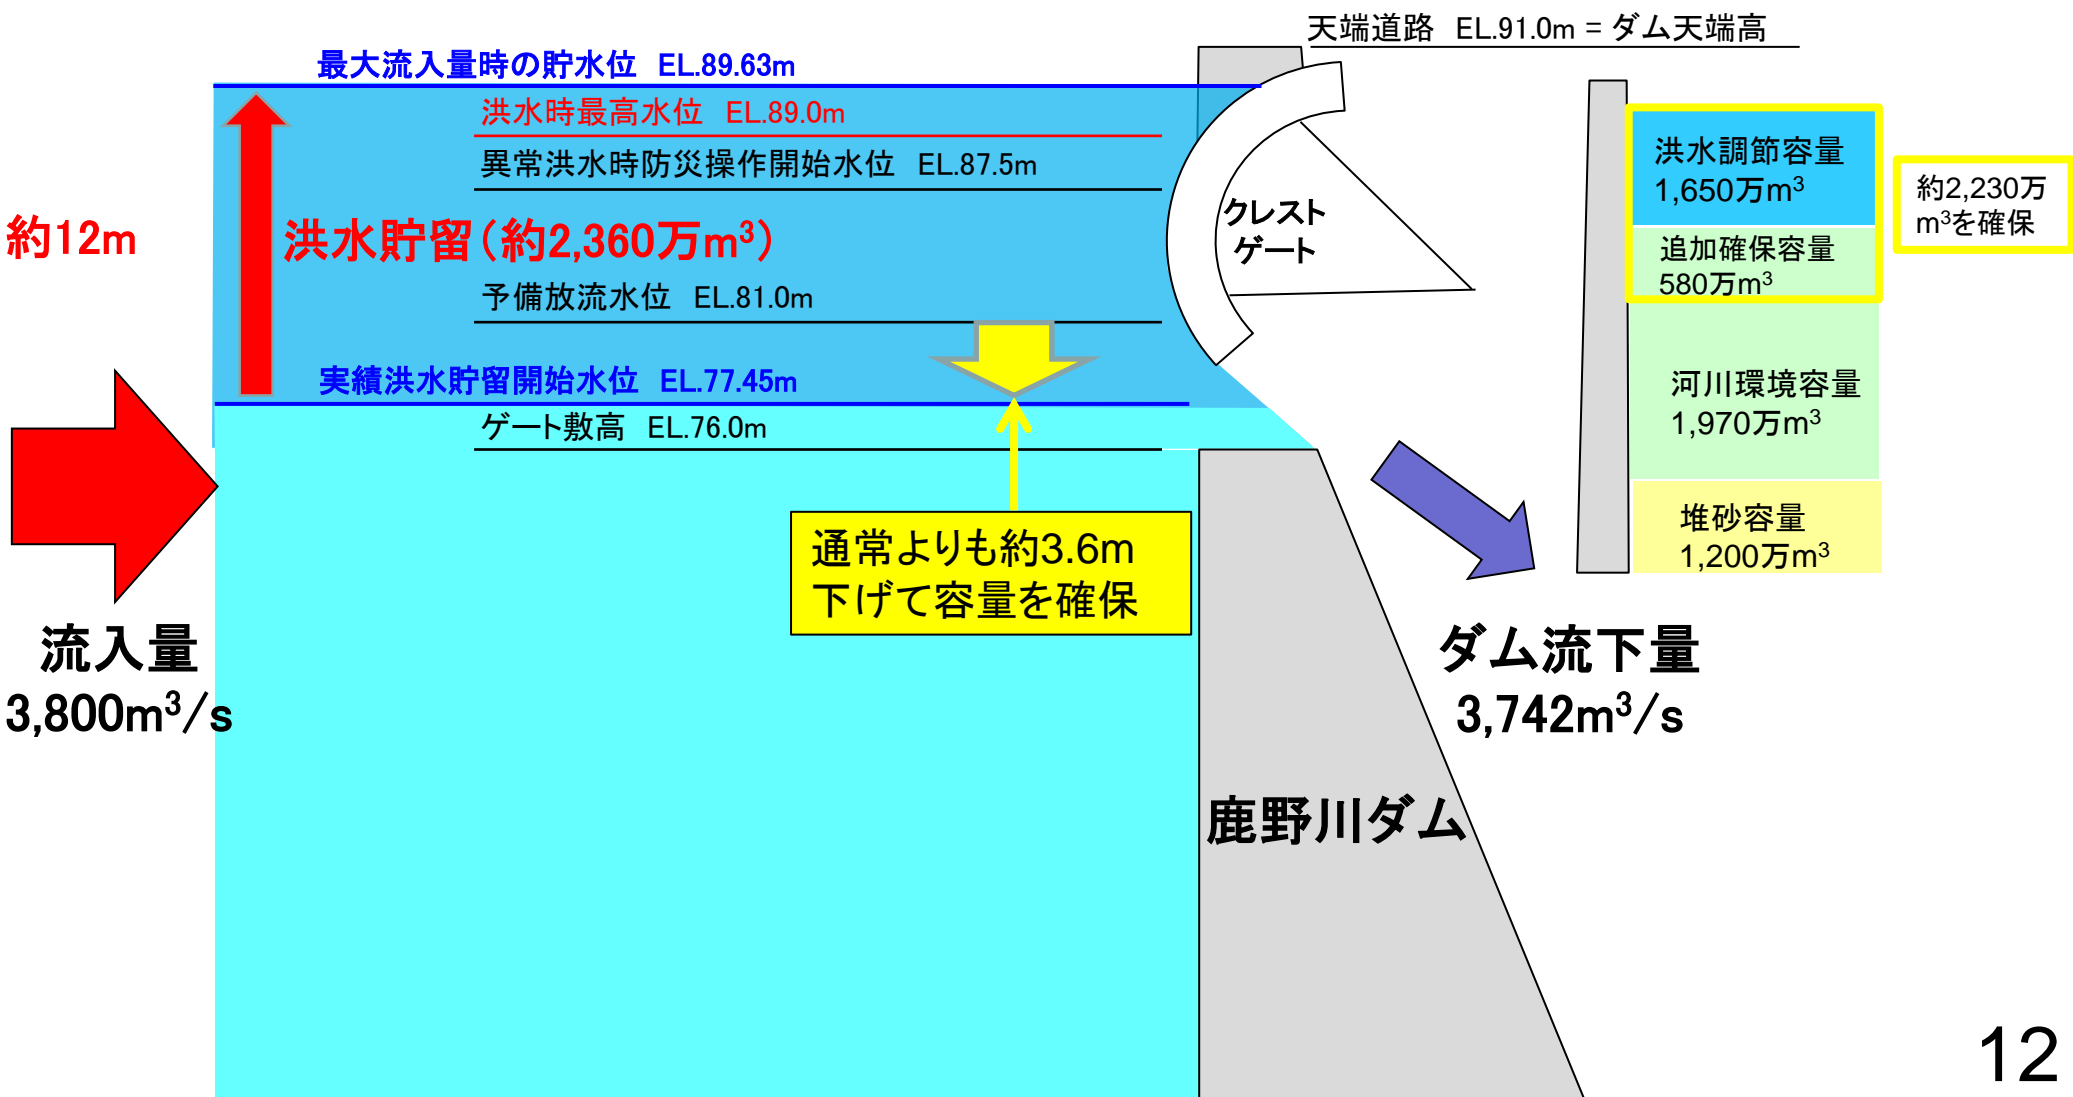 天端道路 EL.91.0m = ダム天端高
最大流入量時の貯水位 EL.89.63m
洪水時最高水位 EL.89.0m
異常洪水時防災操作開始水位 EL.87.5m
約12m
洪水貯留（約2,360万m³）
予備放流水位 EL.81.0m
実績洪水貯留開始水位 EL.77.45m
ゲート敷高 EL.76.0m
クレスト
ゲート
洪水調節容量
1,650万m³
追加確保容量
580万m³
約2,230万
m³を確保
河川環境容量
1,970万m³
堆砂容量
1,200万m³
通常よりも約3.6m
下げて容量を確保
流入量
3,800m³/s
ダム流下量
3,742m³/s
鹿野川ダム
12